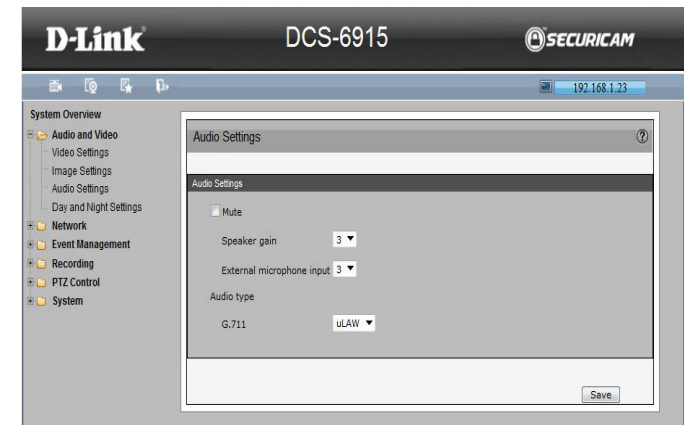 D-Link
DCS-6915
SECURICAM
192.168.1.23
System Overview
Audio and Video
Video Settings
Image Settings
Audio Settings
Day and Night Settings
Network
Event Management
Recording
PTZ Control
System
Audio Settings ?
Audio Settings
Mute
Speaker gain 3
External microphone input 3
Audio type
G.711 uLAW
Save